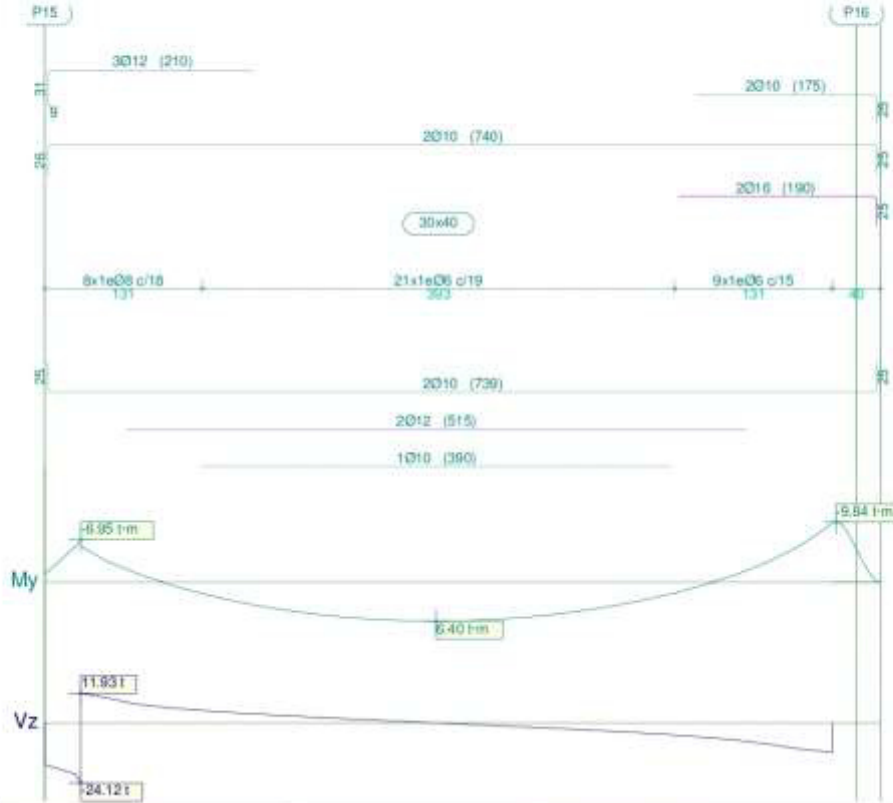 P15 P16
3Ø12 (210)
2Ø10 (175)
31
9
25
2Ø10 (740)
26
25
2Ø16 (190)
25
30x40
8x1eØ8 c/18 21x1eØ6 c/19 9x1eØ6 c/15
131 393 131 40
25
2Ø10 (739)
25
2Ø12 (515)
1Ø10 (390)
-6.95 t·m
-9.84 t·m
My
6.40 t·m
11.93 t
Vz
-24.12 t